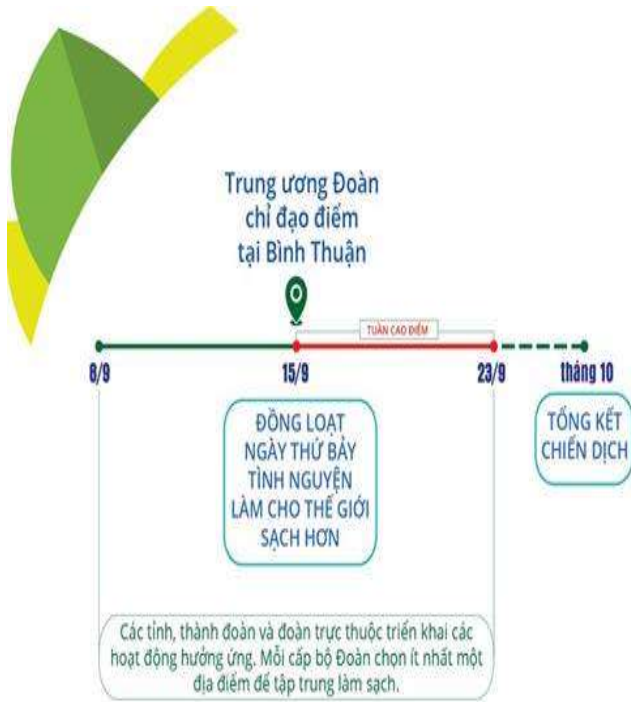 Trung ương Đoàn
chỉ đạo điểm
tại Bình Thuận
TUẦN CAO ĐIỂM
8/9
15/9
23/9
tháng 10
ĐỒNG LOẠT
NGÀY THỨ BẢY
TÌNH NGUYỆN
LÀM CHO THẾ GIỚI
SẠCH HƠN
TỔNG KẾT
CHIẾN DỊCH
Các tỉnh, thành đoàn và đoàn trực thuộc triển khai các
hoạt động hưởng ứng. Mỗi cấp bộ Đoàn chọn ít nhất một
địa điểm để tập trung làm sạch.